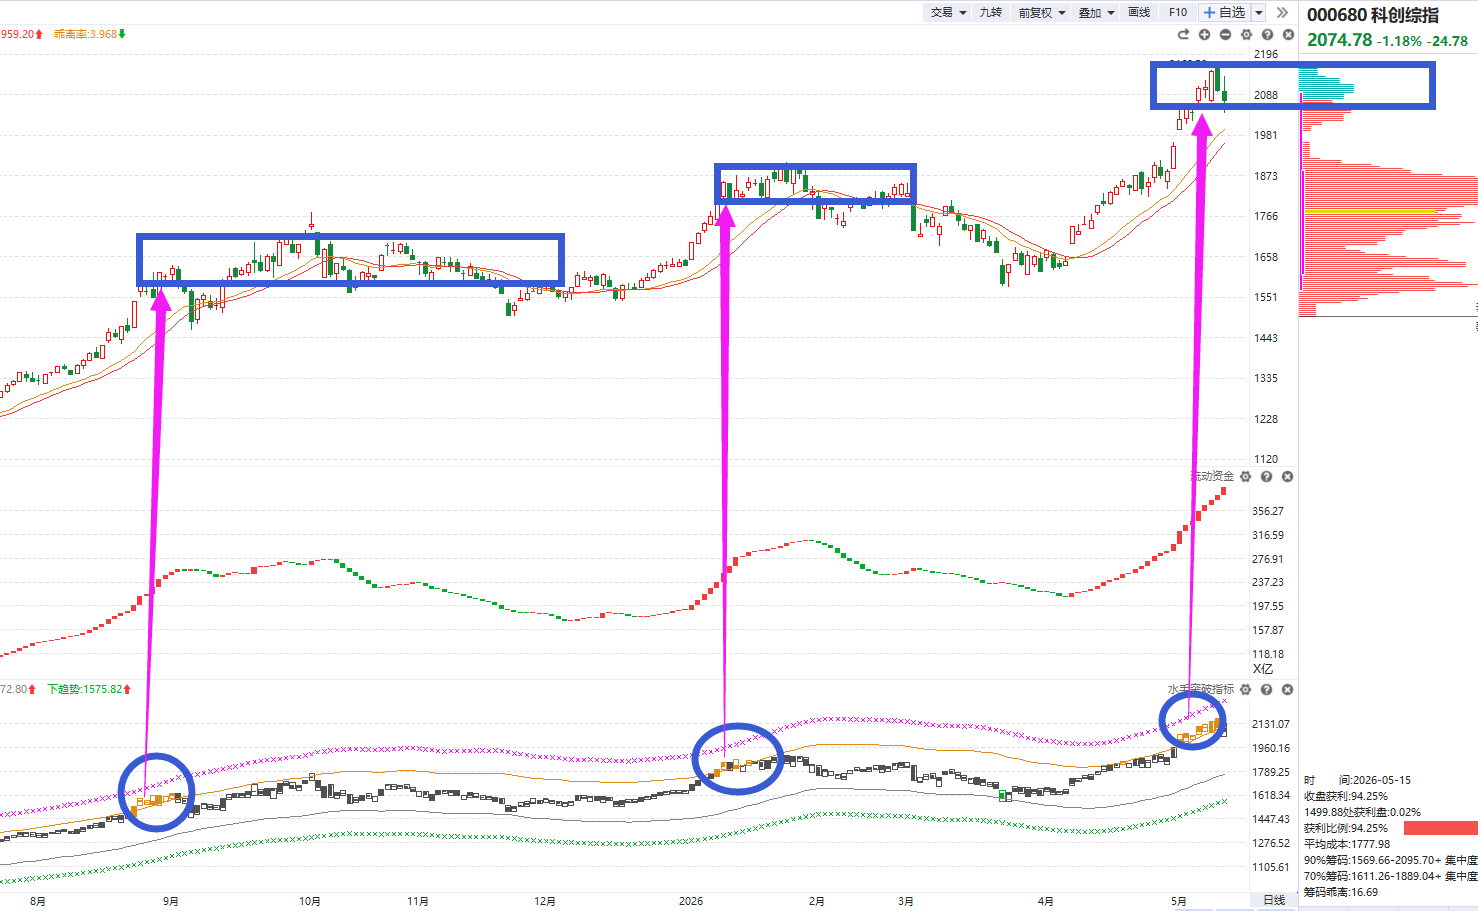 交易 九转 前复权 叠加 画线 F10 自选
000680 科创综指
2074.78 -1.18% -24.78
959.20 乖离率:3.968
2196
2088
1981
1873
1766
1658
1551
1443
1335
1228
1120
流动资金
356.27
316.59
276.91
237.23
197.55
157.87
118.18
X亿
72.80 下趋势:1575.82
水手突破指标
2131.07
1960.16
1789.25
1618.34
1447.43
1276.52
1105.61
时 间:2026-05-15
收盘获利:94.25%
1499.88处获利盘:0.02%
获利比例:94.25%
平均成本:1777.98
90%筹码:1569.66-2095.70+ 集中度
70%筹码:1611.26-1889.04+ 集中度
筹码乖离:16.69
8月 9月 10月 11月 12月 2026 2月 3月 4月 5月 日线